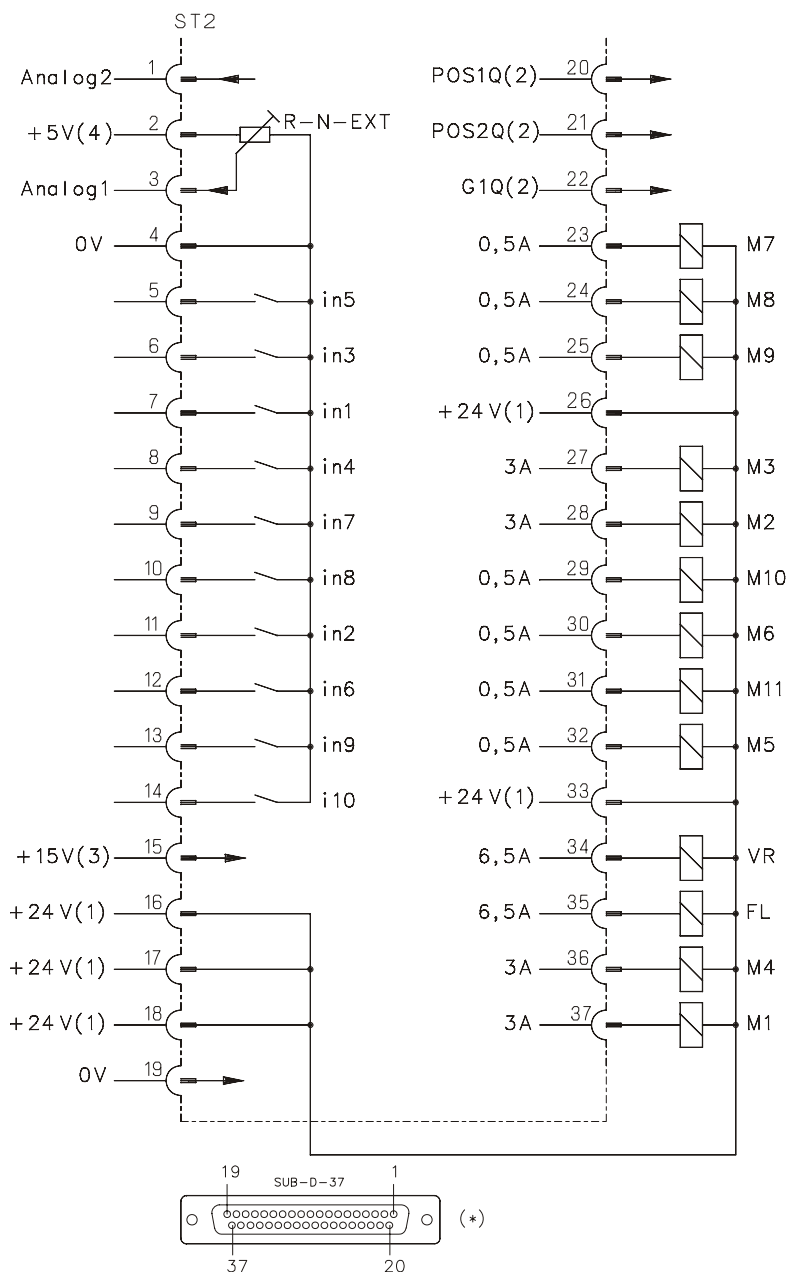 ST2
Analog2 1
+5V(4) 2 R-N-EXT
Analog1 3
0V 4
5 in5
6 in3
7 in1
8 in4
9 in7
10 in8
11 in2
12 in6
13 in9
14 i10
+15V(3) 15
+24V(1) 16
+24V(1) 17
+24V(1) 18
0V 19
POS1Q(2) 20
POS2Q(2) 21
G1Q(2) 22
0,5A 23 M7
0,5A 24 M8
0,5A 25 M9
+24V(1) 26
3A 27 M3
3A 28 M2
0,5A 29 M10
0,5A 30 M6
0,5A 31 M11
0,5A 32 M5
+24V(1) 33
6,5A 34 VR
6,5A 35 FL
3A 36 M4
3A 37 M1
19 SUB-D-37 1
(*)
37 20